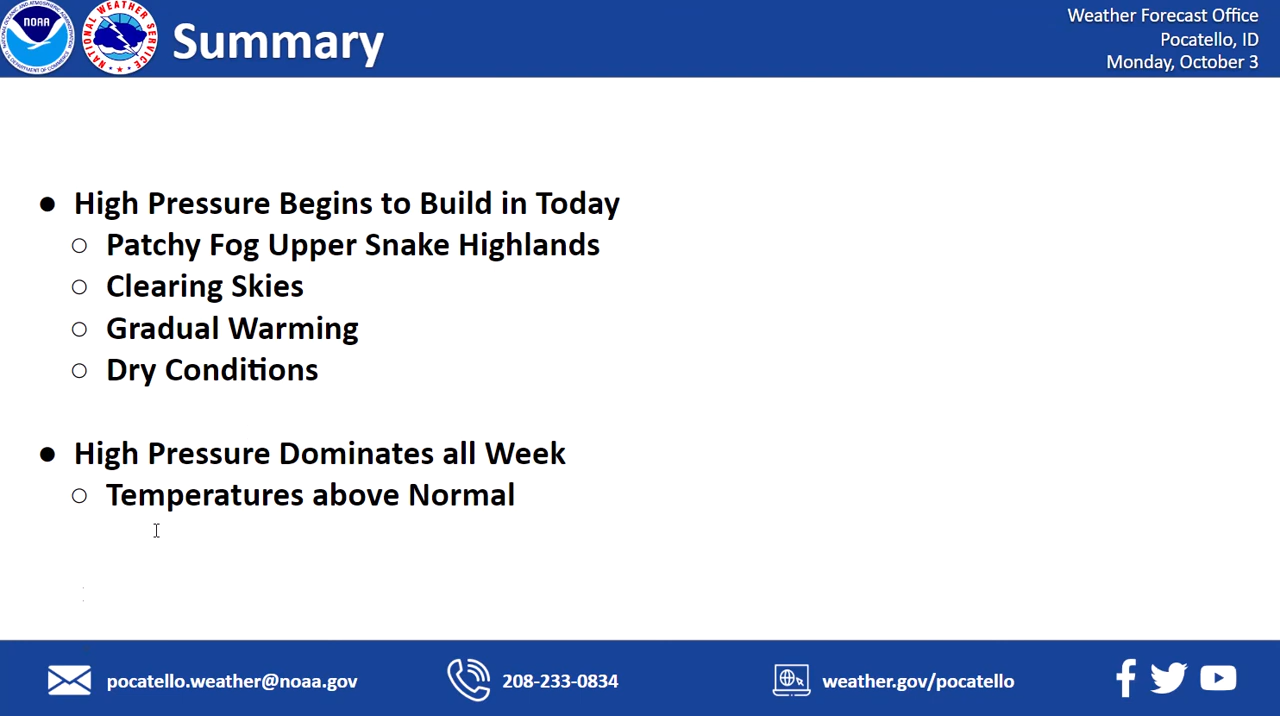 NOAA
NATIONAL WEATHER SERVICE
Summary
Weather Forecast Office
Pocatello, ID
Monday, October 3
● High Pressure Begins to Build in Today
○ Patchy Fog Upper Snake Highlands
○ Clearing Skies
○ Gradual Warming
○ Dry Conditions
● High Pressure Dominates all Week
○ Temperatures above Normal
pocatello.weather@noaa.gov
208-233-0834
weather.gov/pocatello